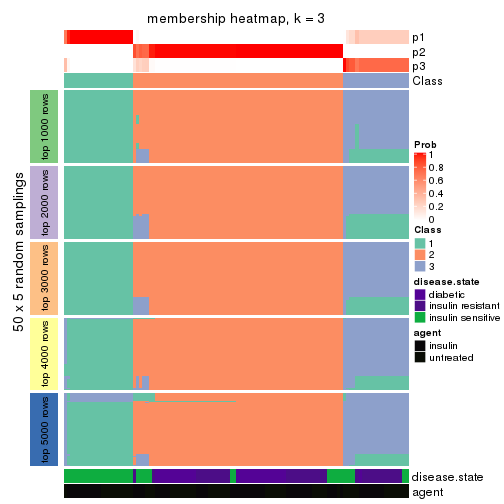 membership heatmap, k = 3
p1
p2
p3
Class
50 x 5 random samplings
top 1000 rows
top 2000 rows
top 3000 rows
top 4000 rows
top 5000 rows
Prob
1
0.8
0.6
0.4
0.2
0
Class
1
2
3
disease.state
diabetic
insulin resistant
insulin sensitive
agent
insulin
untreated
disease.state
agent